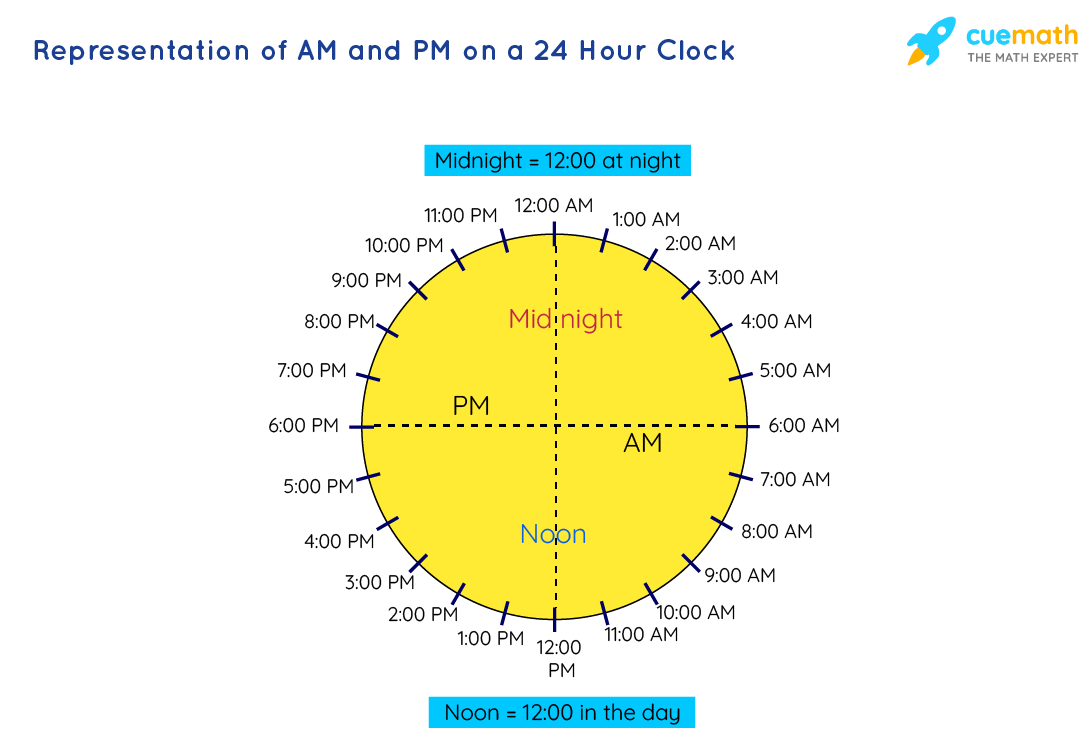 Representation of AM and PM on a 24 Hour Clock
cuemath
THE MATH EXPERT
Midnight = 12:00 at night
12:00 AM
1:00 AM
2:00 AM
3:00 AM
4:00 AM
5:00 AM
6:00 AM
7:00 AM
8:00 AM
9:00 AM
10:00 AM
11:00 AM
12:00
PM
1:00 PM
2:00 PM
3:00 PM
4:00 PM
5:00 PM
6:00 PM
7:00 PM
8:00 PM
9:00 PM
10:00 PM
11:00 PM
Mid night
PM
AM
Noon
Noon = 12:00 in the day